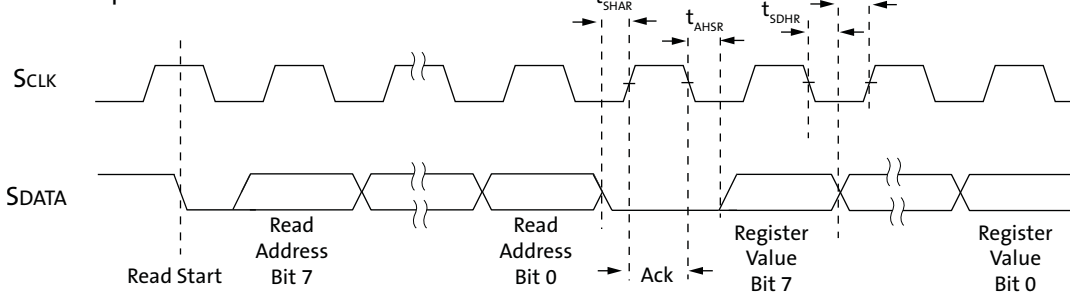 tSHAR
tAHSR
tSDHR
SCLK
SDATA
Read Start
Read
Address
Bit 7
Read
Address
Bit 0
Ack
Register
Value
Bit 7
Register
Value
Bit 0